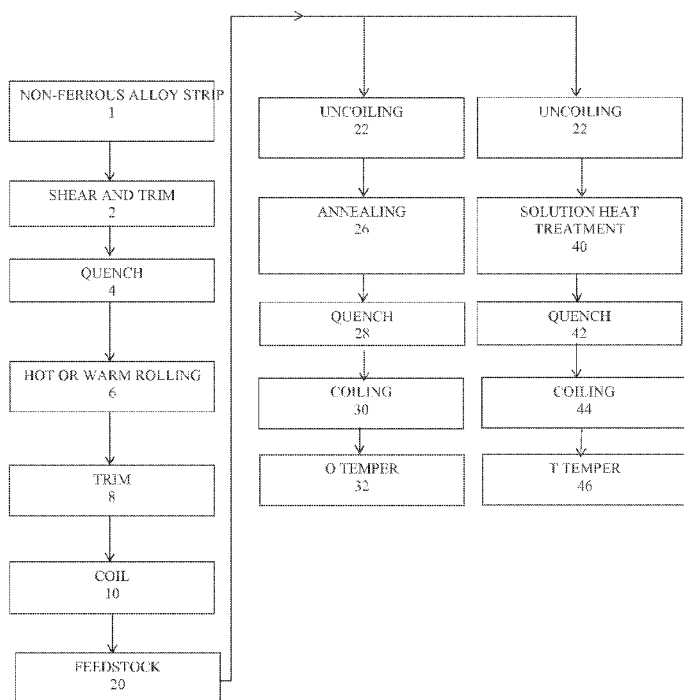 NON-FERROUS ALLOY STRIP
1
SHEAR AND TRIM
2
QUENCH
4
HOT OR WARM ROLLING
6
TRIM
8
COIL
10
FEEDSTOCK
20
UNCOILING
22
ANNEALING
26
QUENCH
28
COILING
30
O TEMPER
32
UNCOILING
22
SOLUTION HEAT
TREATMENT
40
QUENCH
42
COILING
44
T TEMPER
46